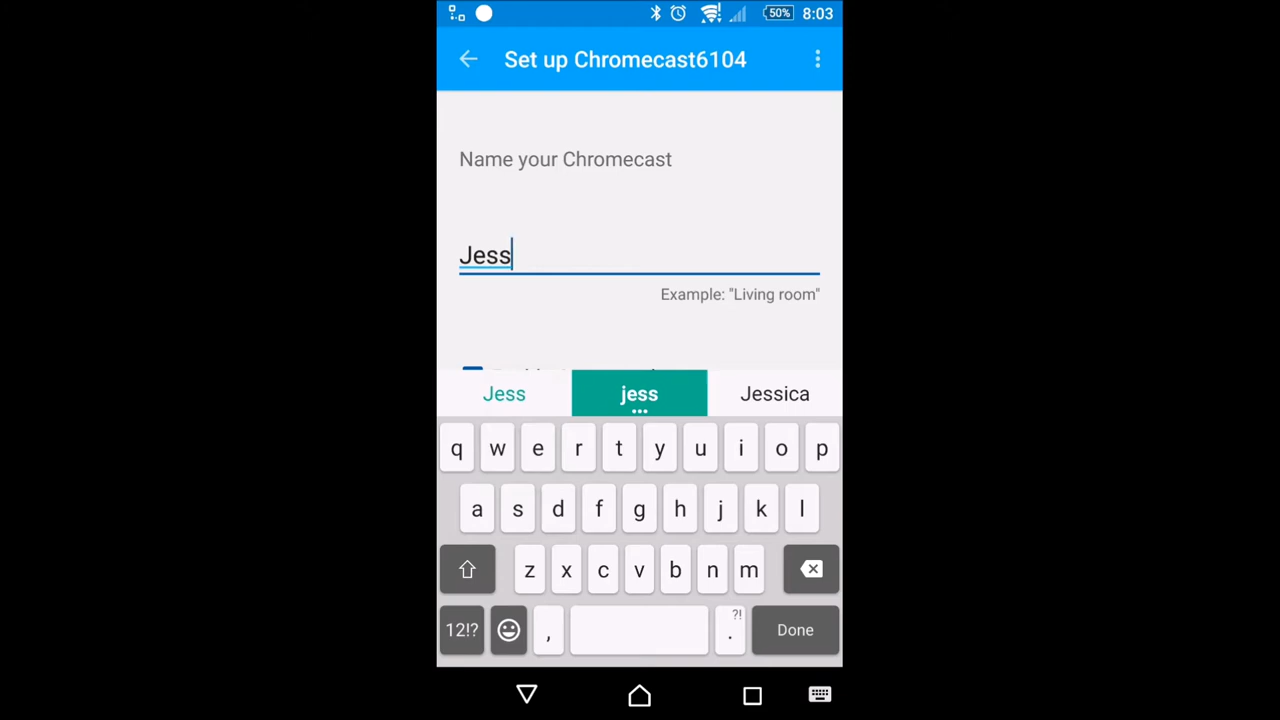 50% 8:03
Set up Chromecast6104
Name your Chromecast
Jess
Example: "Living room"
Jess jess Jessica
q w e r t y u i o p
a s d f g h j k l
z x c v b n m
12!? , ?! . Done